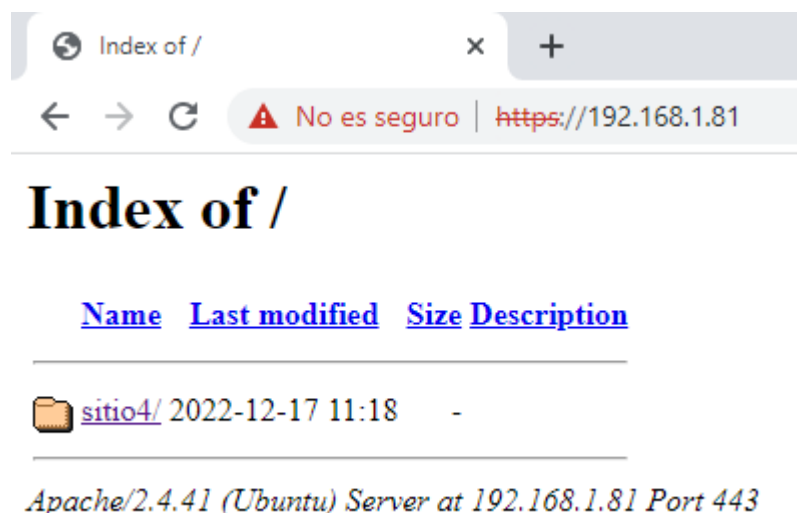 Index of /
No es seguro | https://192.168.1.81
Index of /
Name Last modified Size Description
sitio4/ 2022-12-17 11:18 -
Apache/2.4.41 (Ubuntu) Server at 192.168.1.81 Port 443